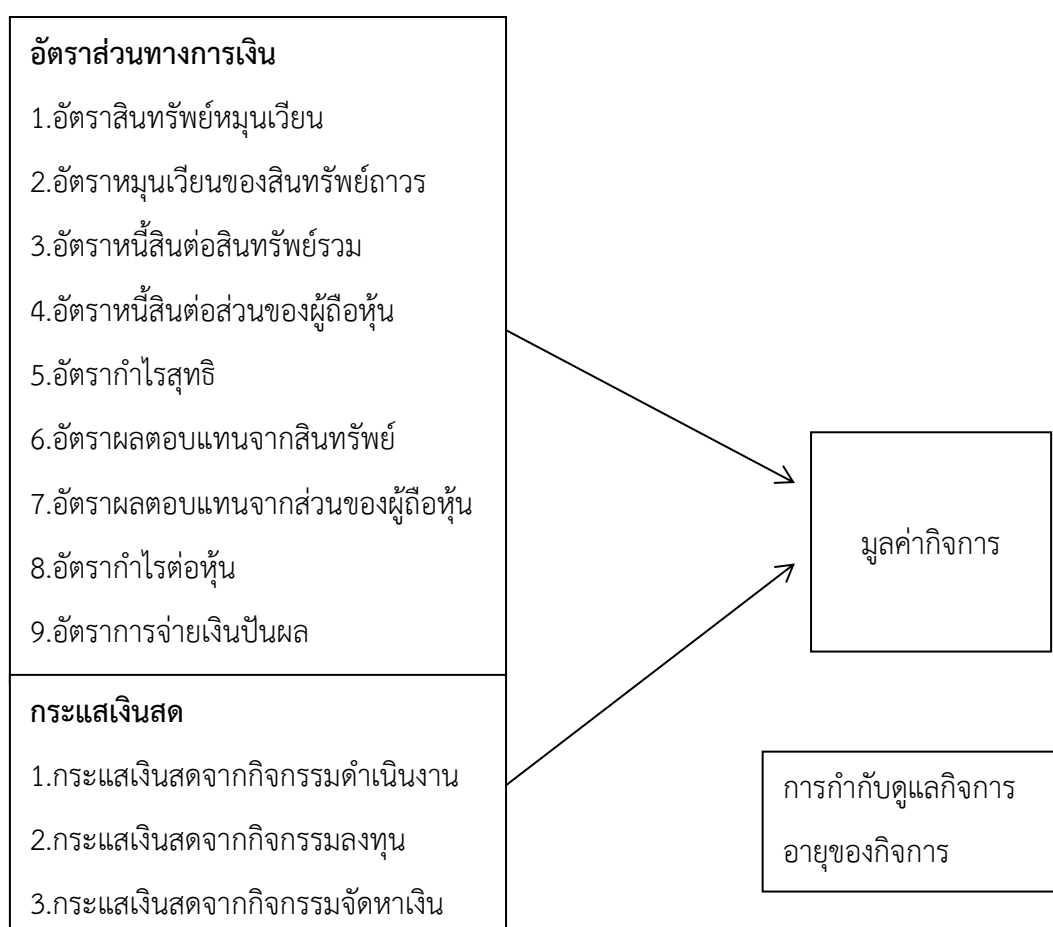 อัตราส่วนทางการเงิน
1.อัตราสินทรัพย์หมุนเวียน
2.อัตราหมุนเวียนของสินทรัพย์ถาวร
3.อัตราหนี้สินต่อสินทรัพย์รวม
4.อัตราหนี้สินต่อส่วนของผู้ถือหุ้น
5.อัตรากำไรสุทธิ
6.อัตราผลตอบแทนจากสินทรัพย์
7.อัตราผลตอบแทนจากส่วนของผู้ถือหุ้น
8.อัตรากำไรต่อหุ้น
9.อัตราการจ่ายเงินปันผล
กระแสเงินสด
1.กระแสเงินสดจากกิจกรรมดำเนินงาน
2.กระแสเงินสดจากกิจกรรมลงทุน
3.กระแสเงินสดจากกิจกรรมจัดหาเงิน
มูลค่ากิจการ
การกำกับดูแลกิจการ
อายุของกิจการ